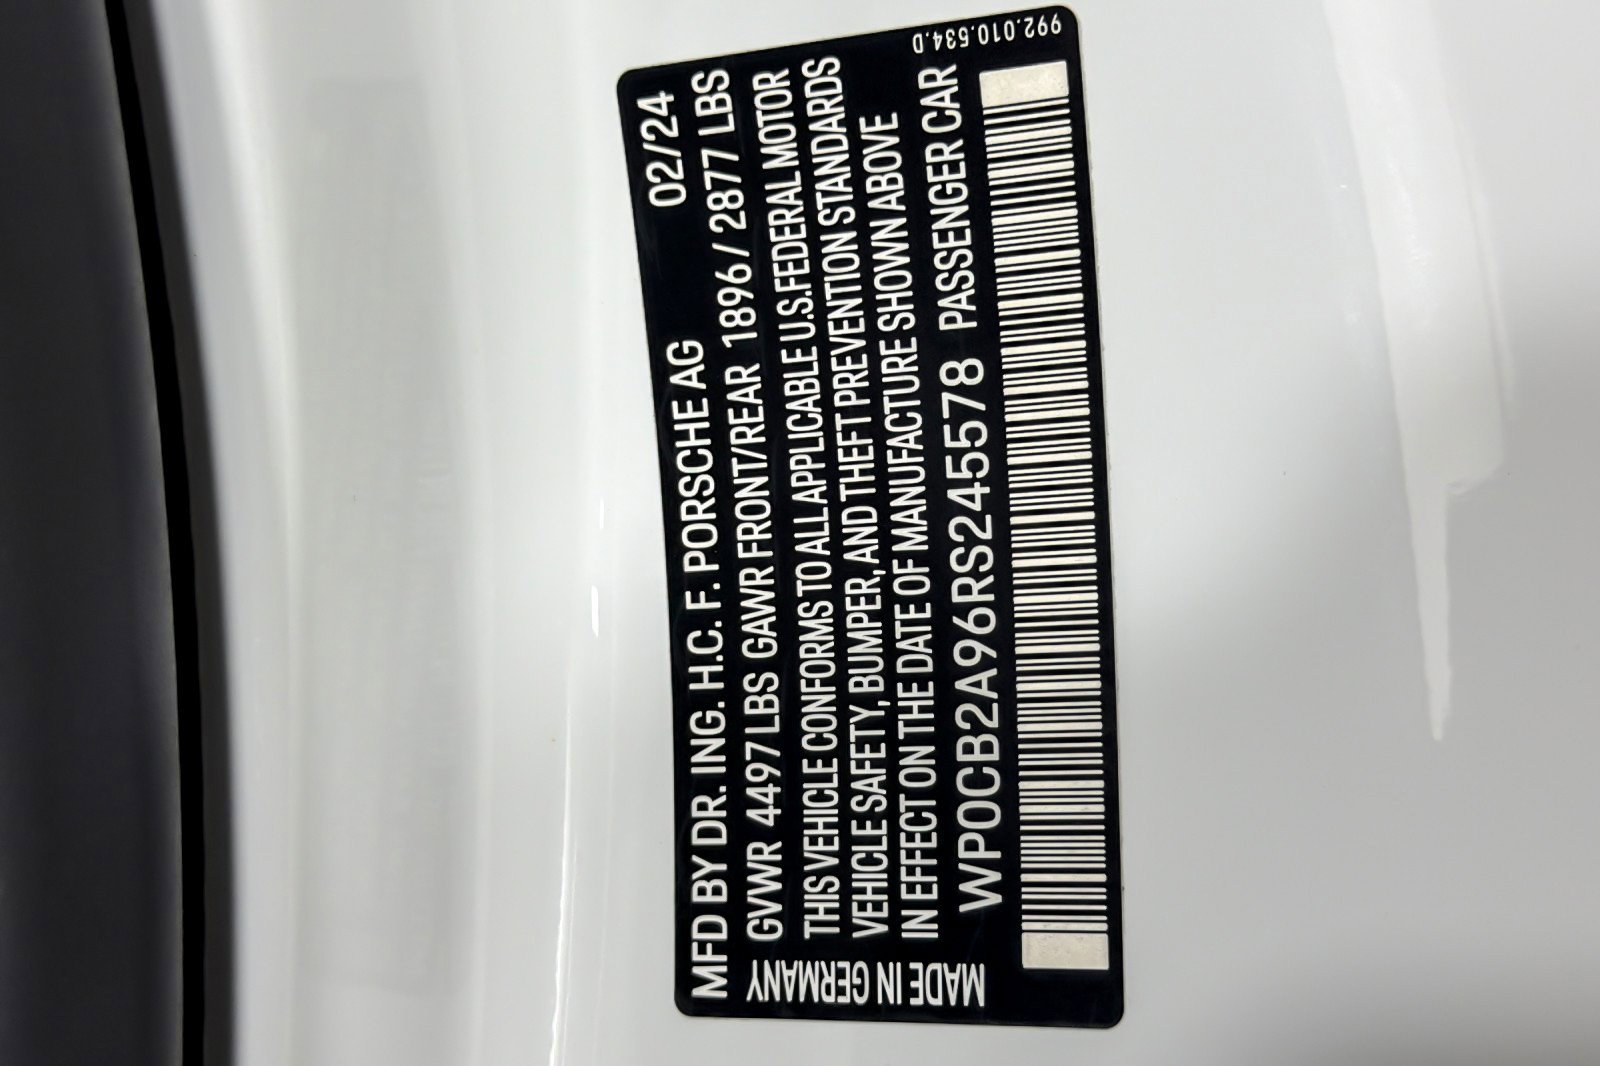 MFD BY DR. ING. H.C. F. PORSCHE AG 02/24
GVWR 4497 LBS GAWR FRONT/REAR 1896/2877 LBS
THIS VEHICLE CONFORMS TO ALL APPLICABLE U.S. FEDERAL MOTOR
VEHICLE SAFETY, BUMPER, AND THEFT PREVENTION STANDARDS
IN EFFECT ON THE DATE OF MANUFACTURE SHOWN ABOVE
WP0CB2A96RS245578 PASSENGER CAR
MADE IN GERMANY
992.010.534.D